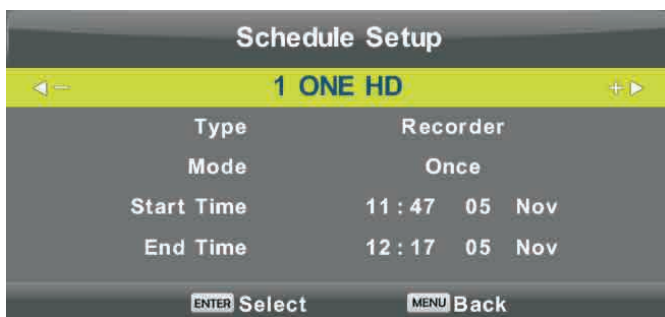 Schedule Setup
1 ONE HD
Type Recorder
Mode Once
Start Time 11:47 05 Nov
End Time 12:17 05 Nov
ENTER Select MENU Back